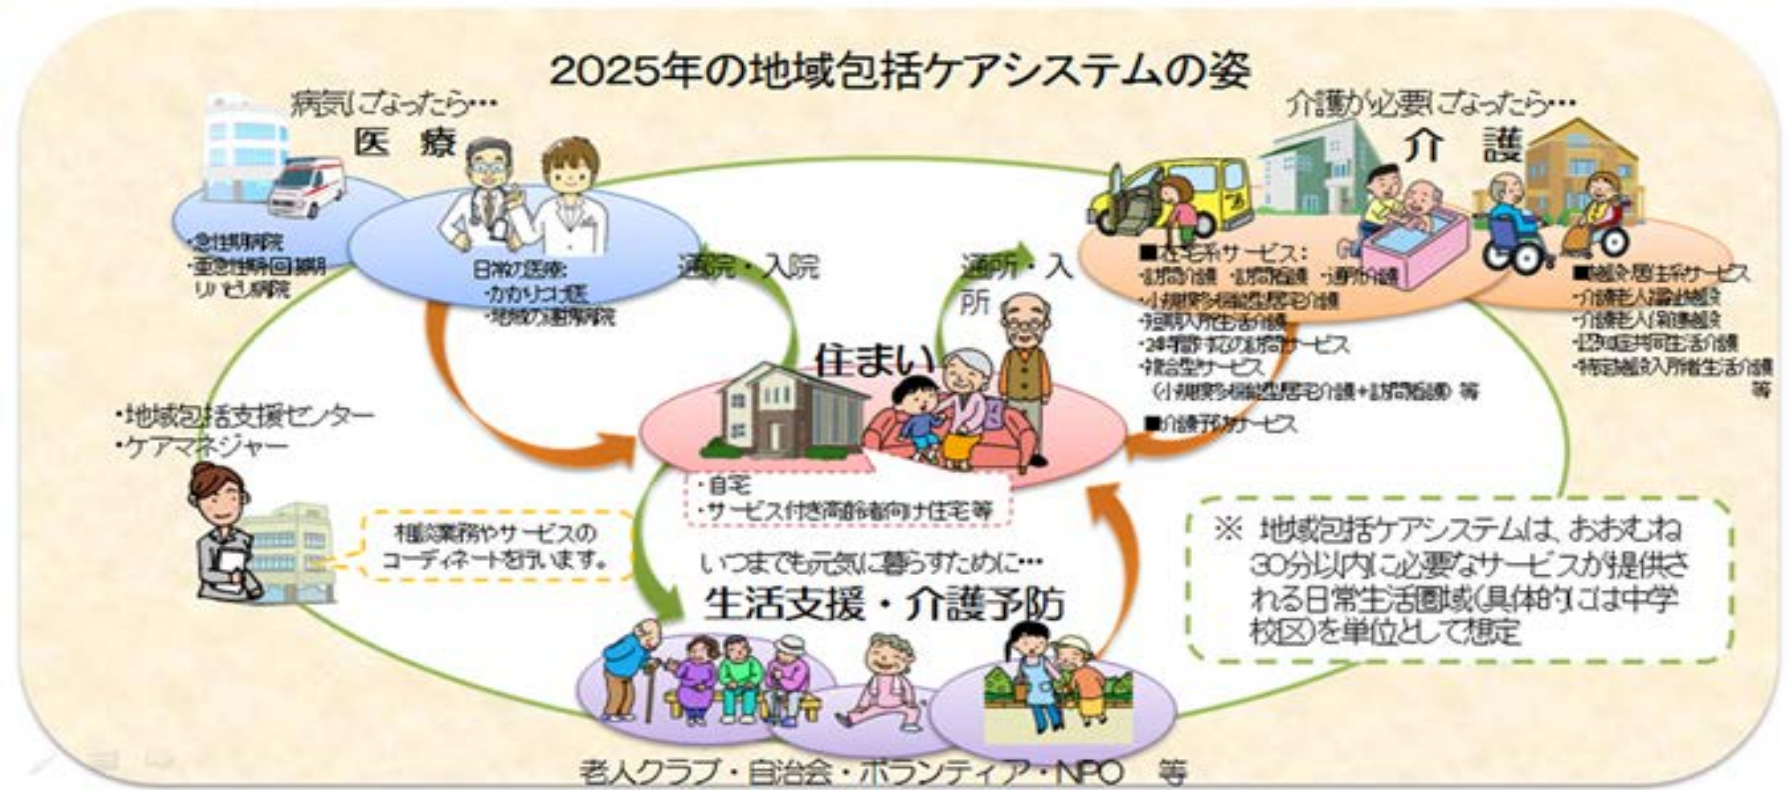 2025年の地域包括ケアシステムの姿
病気になったら…
医 療
・急性期病院
・亜急性期・回復期
リハビリ病院
日常の医療:
・かかりつけ医
・地域の連携病院
通院・入院
通所・入
所
介護が必要になったら…
介 護
■在宅系サービス:
・訪問介護 ・訪問看護 ・通所介護
・小規模多機能型居宅介護
・短期入所生活介護
・24時間対応の訪問サービス
・複合型サービス
(小規模多機能型居宅介護+訪問看護) 等
■介護予防サービス
■施設・居住系サービス
・介護老人福祉施設
・介護老人保健施設
・認知症共同生活介護
・特定施設入所者生活介護
等
住まい
・自宅
・サービス付き高齢者向け住宅等
・地域包括支援センター
・ケアマネジャー
相談業務やサービスの
コーディネートを行います。
いつまでも元気に暮らすために…
生活支援・介護予防
老人クラブ・自治会・ボランティア・NPO 等
※ 地域包括ケアシステムは、おおむね
30分以内に必要なサービスが提供さ
れる日常生活圏域(具体的には中学
校区)を単位として想定